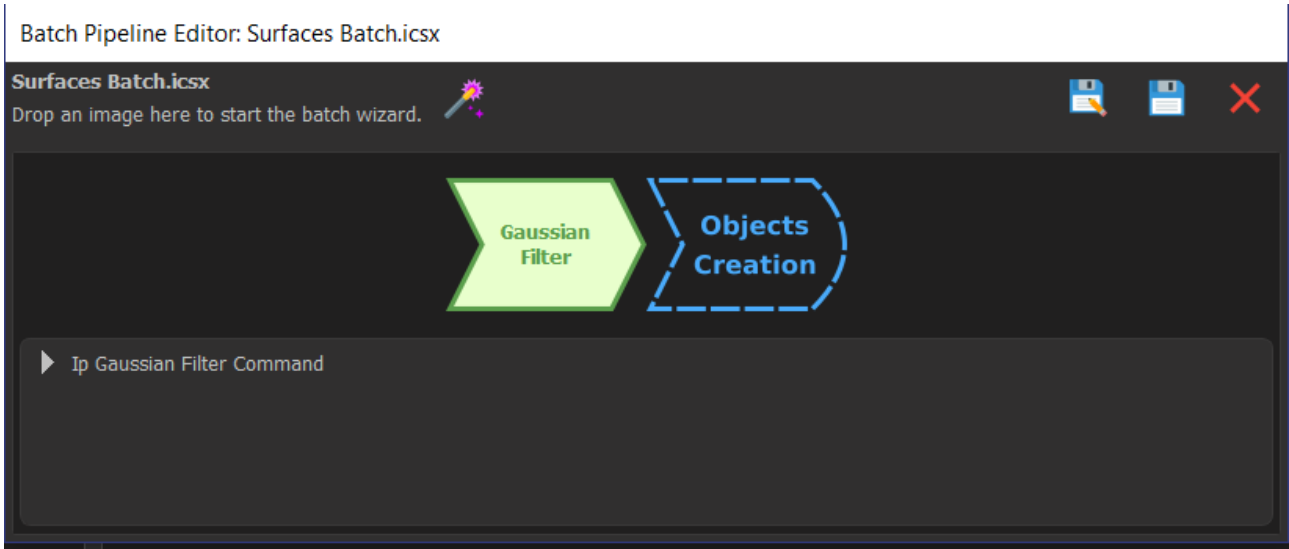 Batch Pipeline Editor: Surfaces Batch.icsx
Surfaces Batch.icsx
Drop an image here to start the batch wizard.
Gaussian
Filter
Objects
Creation
Ip Gaussian Filter Command